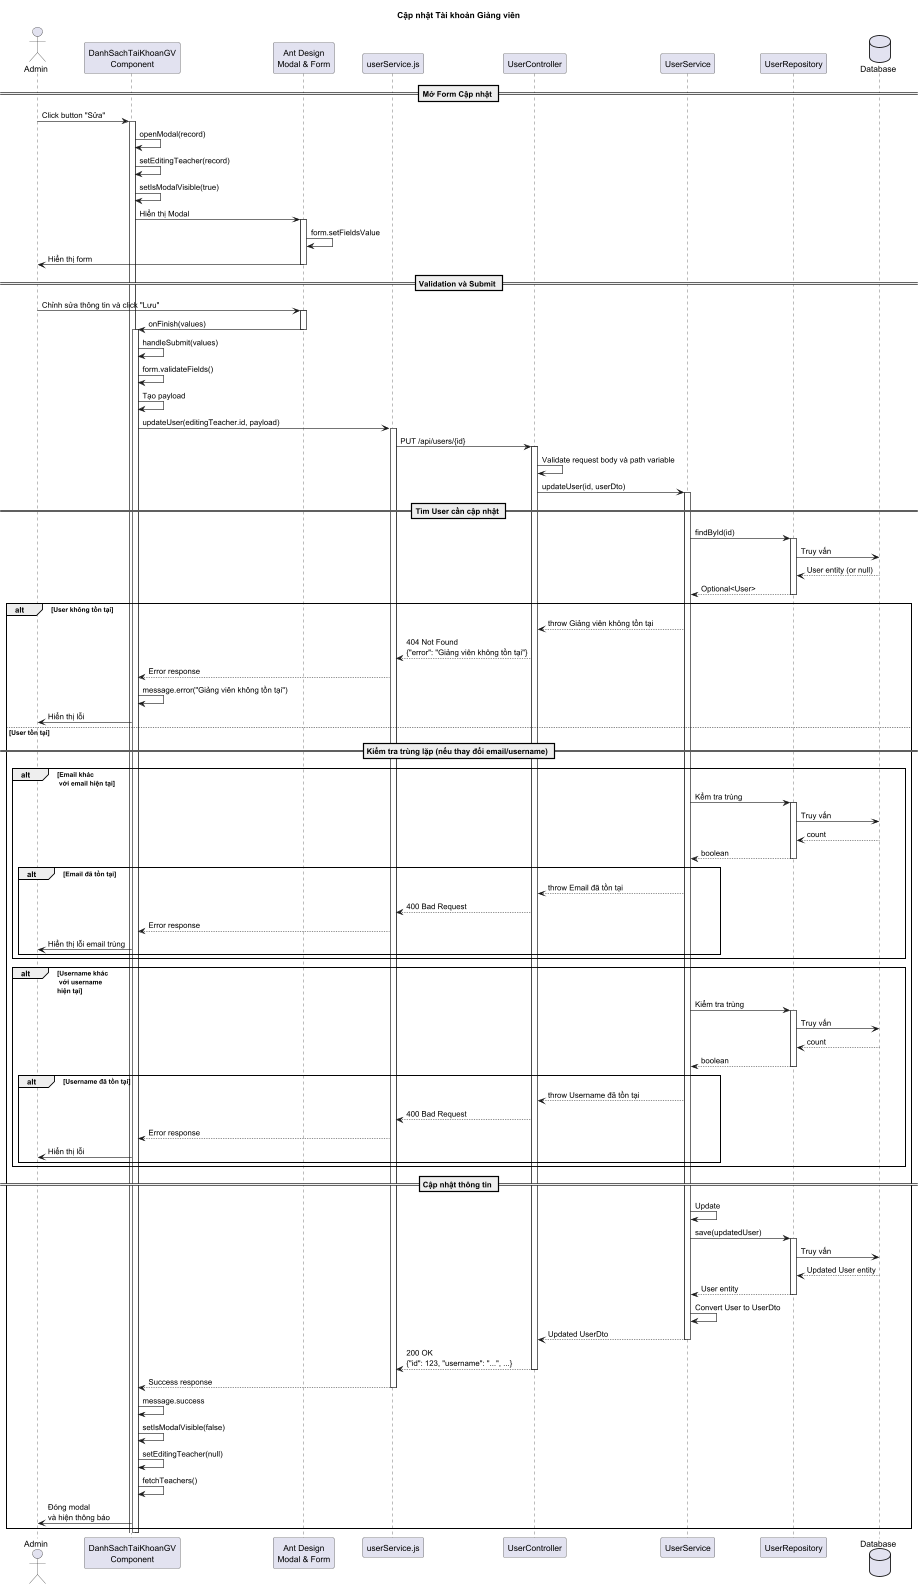 Cập nhật Tài khoản Giảng viên
Admin
DanhSachTaiKhoanGV
Component
Ant Design
Modal & Form
userService.js
UserController
UserService
UserRepository
Database
Mở Form Cập nhật
Click button "Sửa"
openModal(record)
setEditingTeacher(record)
setIsModalVisible(true)
Hiển thị Modal
form.setFieldsValue
Hiển thị form
Validation và Submit
Chỉnh sửa thông tin và click "Lưu"
onFinish(values)
handleSubmit(values)
form.validateFields()
Tạo payload
updateUser(editingTeacher.id, payload)
PUT /api/users/{id}
Validate request body và path variable
updateUser(id, userDto)
Tìm User cần cập nhật
findById(id)
Truy vấn
User entity (or null)
Optional<User>
alt [User không tồn tại]
throw Giảng viên không tồn tại
404 Not Found
{"error": "Giảng viên không tồn tại"}
Error response
message.error("Giảng viên không tồn tại")
Hiển thị lỗi
[User tồn tại]
Kiểm tra trùng lặp (nếu thay đổi email/username)
alt [Email khác
với email hiện tại]
Kểm tra trùng
Truy vấn
count
boolean
alt [Email đã tồn tại]
throw Email đã tồn tại
400 Bad Request
Error response
Hiển thị lỗi email trùng
alt [Username khác
với username
hiện tại]
Kiểm tra trùng
Truy vấn
count
boolean
alt [Username đã tồn tại]
throw Username đã tồn tại
400 Bad Request
Error response
Hiển thị lỗi
Cập nhật thông tin
Update
save(updatedUser)
Truy vấn
Updated User entity
User entity
Convert User to UserDto
Updated UserDto
200 OK
{"id": 123, "username": "...", ...}
Success response
message.success
setIsModalVisible(false)
setEditingTeacher(null)
fetchTeachers()
Đóng modal
và hiện thông báo
Admin
DanhSachTaiKhoanGV
Component
Ant Design
Modal & Form
userService.js
UserController
UserService
UserRepository
Database